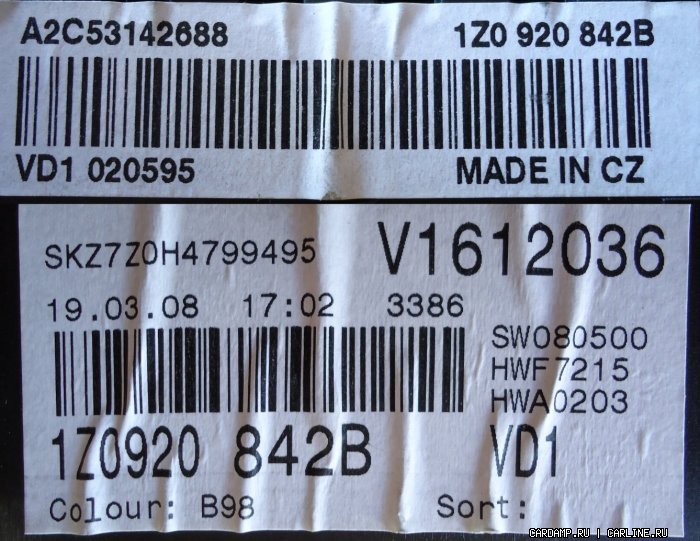 A2C53142688 1Z0 920 842B
VD1 020595 MADE IN CZ
SKZ7Z0H4799495 V1612036
19.03.08 17:02 3386
SW080500
HWF7215
HWA0203
1Z0920 842B VD1
Colour: B98 Sort:
CARDAMP.RU | CARLINE.RU